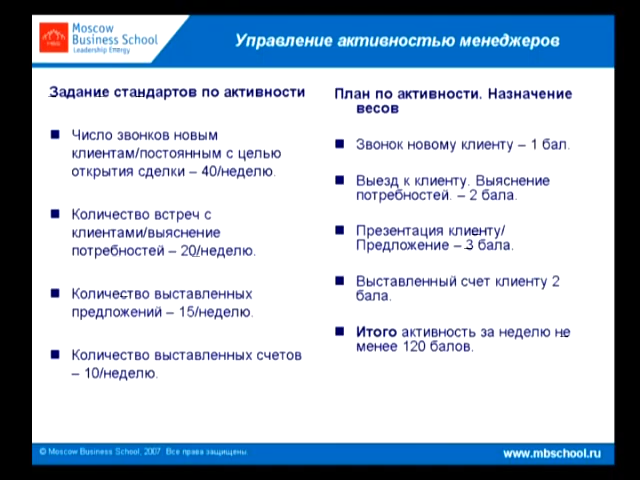 Moscow
Business School
Leadership Energy
Управление активностью менеджеров
Задание стандартов по активности
Число звонков новым
клиентам/постоянным с целью
открытия сделки – 40/неделю.
Количество встреч с
клиентами/выяснение
потребностей – 20/неделю.
Количество выставленных
предложений – 15/неделю.
Количество выставленных счетов
– 10/неделю.
План по активности. Назначение
весов
Звонок новому клиенту – 1 бал.
Выезд к клиенту. Выяснение
потребностей. – 2 бала.
Презентация клиенту/
Предложение – 3 бала.
Выставленный счет клиенту 2
бала.
Итого активность за неделю не
менее 120 балов.
© Moscow Business School, 2007. Все права защищены.
www.mbschool.ru